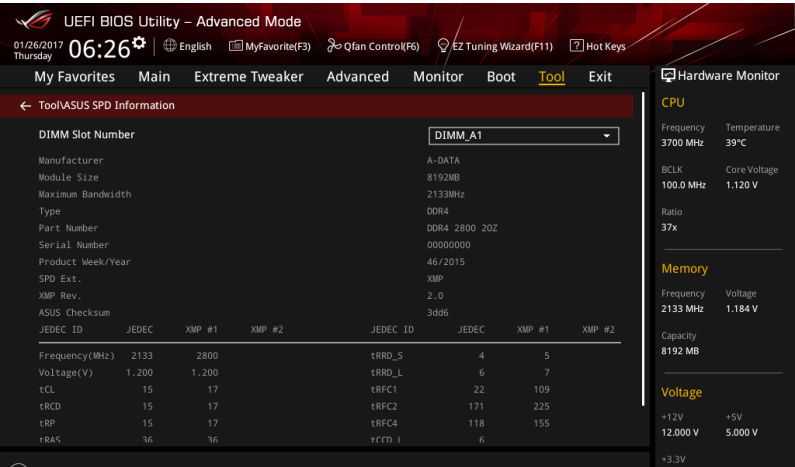 UEFI BIOS Utility – Advanced Mode
01/26/2017 Thursday 06:26 English MyFavorite(F3) Qfan Control(F6) EZ Tuning Wizard(F11) ? Hot Keys
My Favorites Main Extreme Tweaker Advanced Monitor Boot Tool Exit
Hardware Monitor
← Tool\ASUS SPD Information
DIMM Slot Number DIMM_A1
Manufacturer A-DATA
Module Size 8192MB
Maximum Bandwidth 2133MHz
Type DDR4
Part Number DDR4 2800 2OZ
Serial Number 00000000
Product Week/Year 46/2015
SPD Ext. XMP
XMP Rev. 2.0
ASUS Checksum 3dd6
JEDEC ID JEDEC XMP #1 XMP #2 JEDEC ID JEDEC XMP #1 XMP #2
Frequency(MHz) 2133 2800 tRRD_S 4 5
Voltage(V) 1.200 1.200 tRRD_L 6 7
tCL 15 17 tRFC1 22 109
tRCD 15 17 tRFC2 171 225
tRP 15 17 tRFC4 118 155
tRAS 36 36 tCCD_L 6
CPU
Frequency Temperature
3700 MHz 39°C
BCLK Core Voltage
100.0 MHz 1.120 V
Ratio
37x
Memory
Frequency Voltage
2133 MHz 1.184 V
Capacity
8192 MB
Voltage
+12V +5V
12.000 V 5.000 V
+3.3V